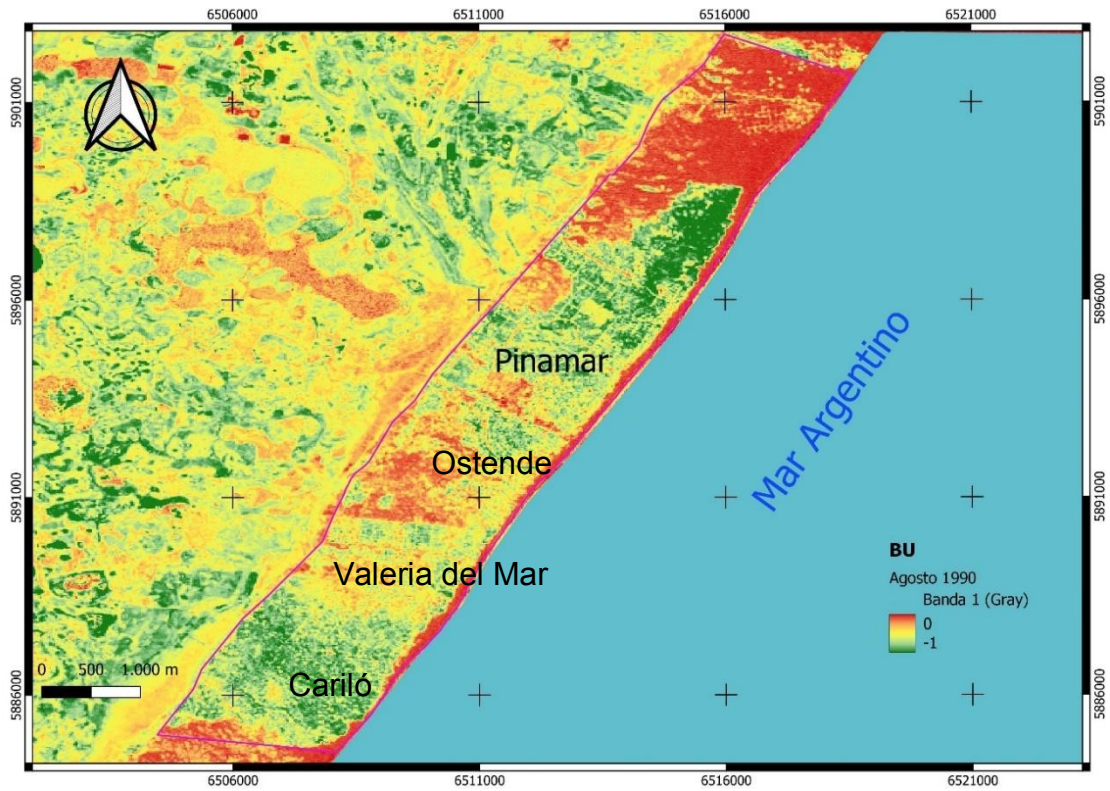 6506000 6511000 6516000 6521000
5901000 5901000
5896000 5896000
Pinamar
Mar Argentino
Ostende
5891000 5891000
BU
Valeria del Mar
Agosto 1990
Banda 1 (Gray)
0
-1
0 500 1.000 m
Cariló
5886000 5886000
6506000 6511000 6516000 6521000